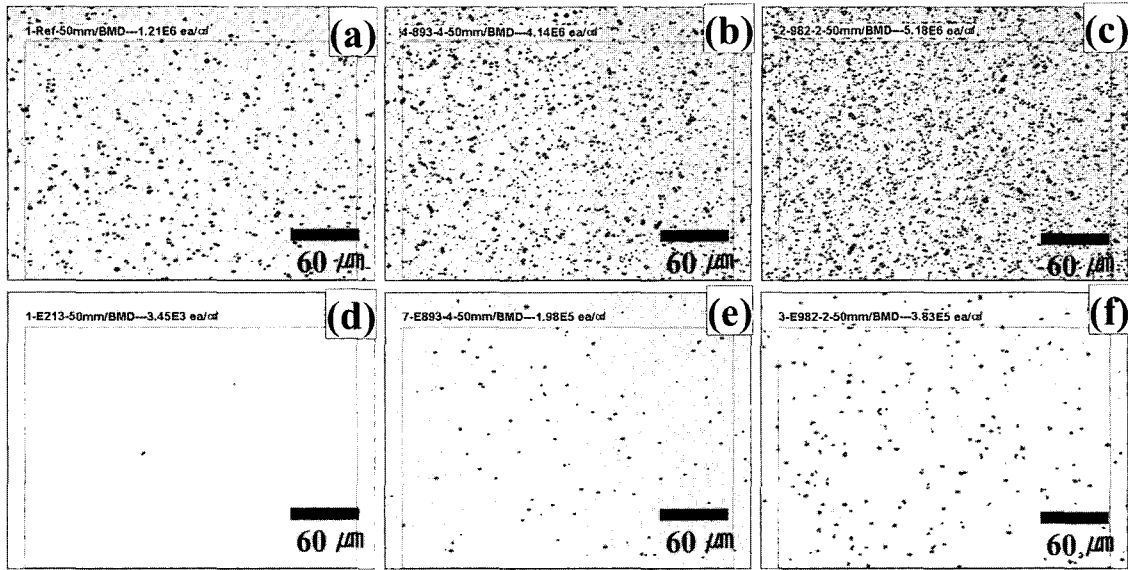 (a)
1-Ref-50mm/BMD---1.21E6 ea/㎠
60 ㎛
(b)
4-893-4-50mm/BMD---4.14E6 ea/㎠
60 ㎛
(c)
2-982-2-50mm/BMD---5.18E6 ea/㎠
60 ㎛
(d)
1-E213-50mm/BMD---3.45E3 ea/㎠
60 ㎛
(e)
7-E893-4-50mm/BMD---1.98E5 ea/㎠
60 ㎛
(f)
3-E982-2-50mm/BMD---3.83E5 ea/㎠
60 ㎛